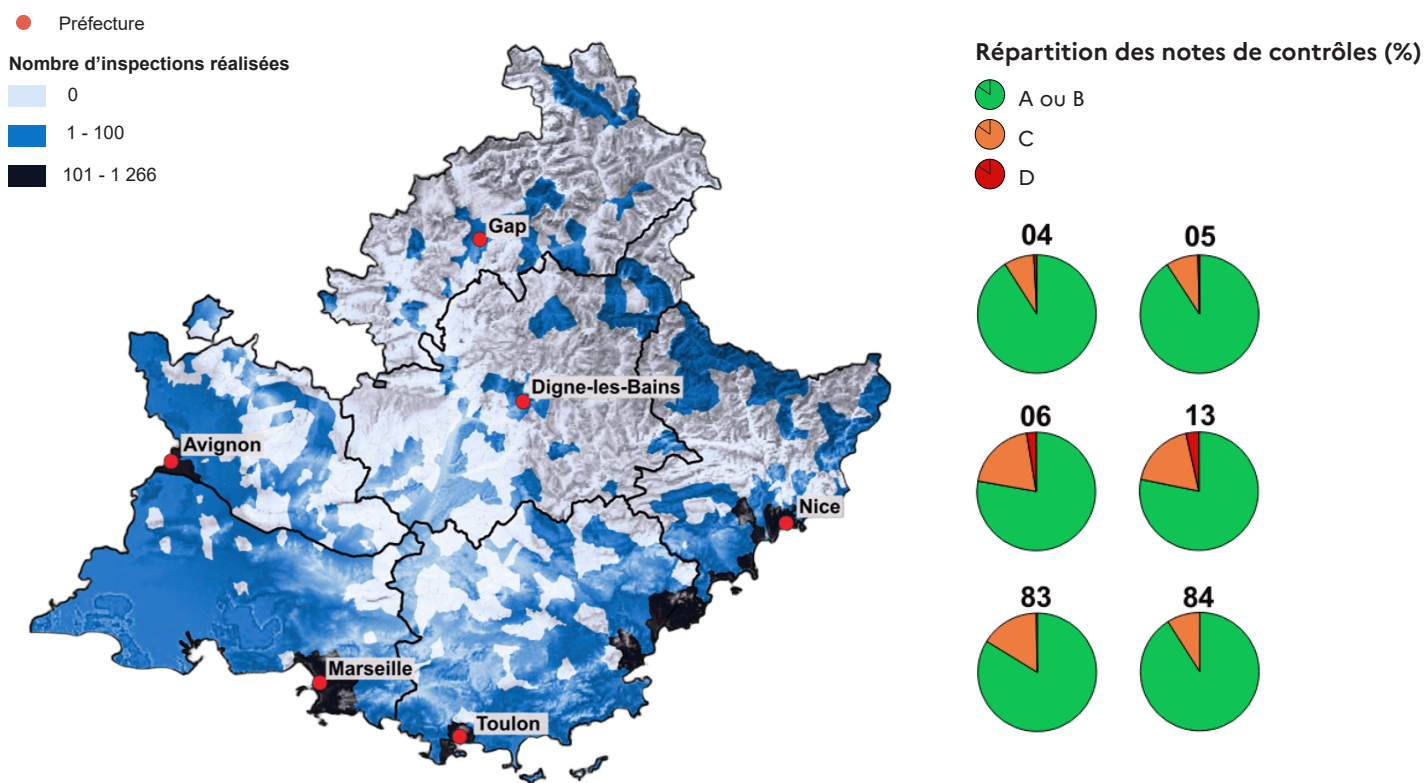 Préfecture
Nombre d’inspections réalisées
0
1 - 100
101 - 1 266
Gap
Digne-les-Bains
Avignon
Nice
Marseille
Toulon
Répartition des notes de contrôles (%)
A ou B
C
D
04
05
06
13
83
84